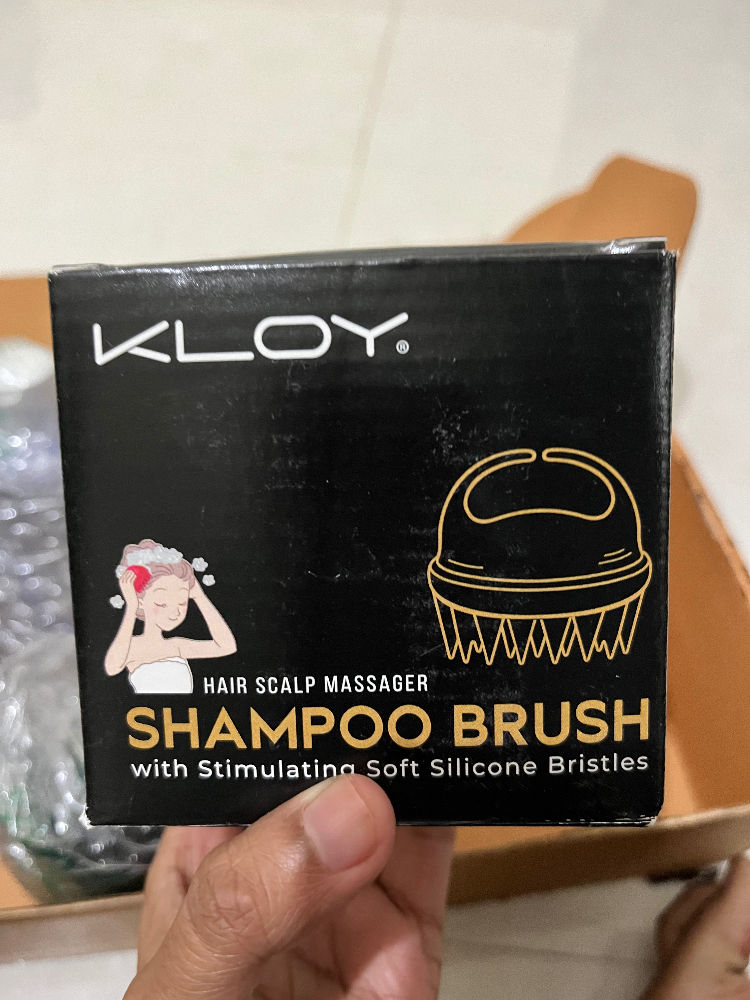 KLOY®
HAIR SCALP MASSAGER
SHAMPOO BRUSH
with Stimulating Soft Silicone Bristles